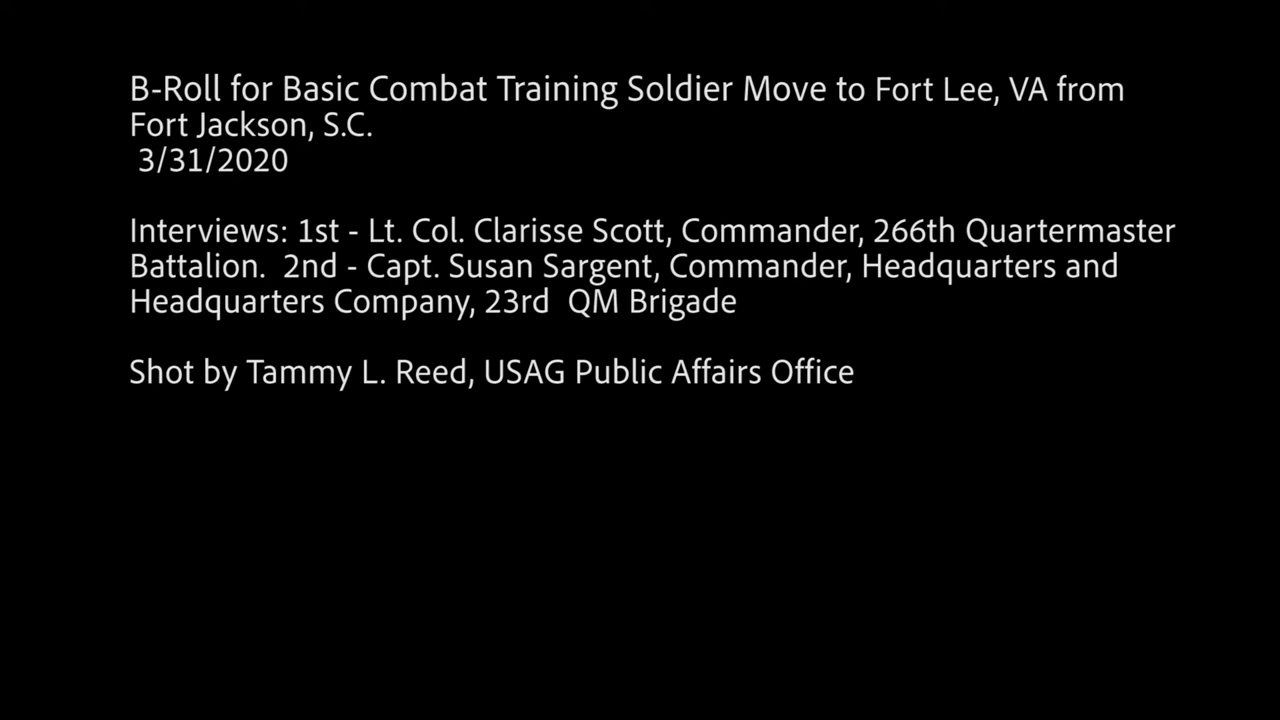 B-Roll for Basic Combat Training Soldier Move to Fort Lee, VA from
Fort Jackson, S.C.
3/31/2020
Interviews: 1st - Lt. Col. Clarisse Scott, Commander, 266th Quartermaster
Battalion.  2nd - Capt. Susan Sargent, Commander, Headquarters and
Headquarters Company, 23rd  QM Brigade
Shot by Tammy L. Reed, USAG Public Affairs Office